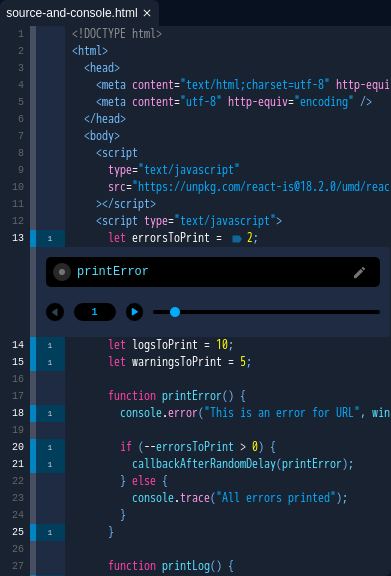 source-and-console.html ×
1 <!DOCTYPE html>
2 <html>
3 <head>
4 <meta content="text/html;charset=utf-8" http-equi
5 <meta content="utf-8" http-equiv="encoding" />
6 </head>
7 <body>
8 <script
9 type="text/javascript"
10 src="https://unpkg.com/react-is@18.2.0/umd/reac
11 ></script>
12 <script type="text/javascript">
13 1 let errorsToPrint = 2;
printError
1
14 1 let logsToPrint = 10;
15 1 let warningsToPrint = 5;
16
17 function printError() {
18 1 console.error("This is an error for URL", win
19
20 1 if (--errorsToPrint > 0) {
21 1 callbackAfterRandomDelay(printError);
22 } else {
23 console.trace("All errors printed");
24 }
25 1 }
26
27 function printLog() {